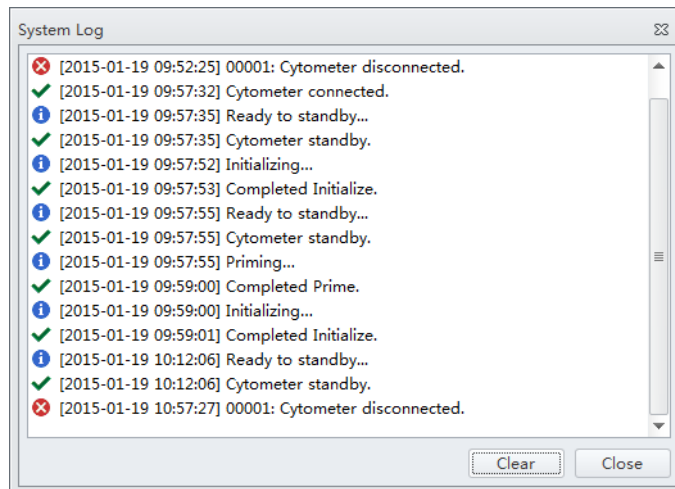 System Log
[2015-01-19 09:52:25] 00001: Cytometer disconnected.
[2015-01-19 09:57:32] Cytometer connected.
[2015-01-19 09:57:35] Ready to standby...
[2015-01-19 09:57:35] Cytometer standby.
[2015-01-19 09:57:52] Initializing...
[2015-01-19 09:57:53] Completed Initialize.
[2015-01-19 09:57:55] Ready to standby...
[2015-01-19 09:57:55] Cytometer standby.
[2015-01-19 09:57:55] Priming...
[2015-01-19 09:59:00] Completed Prime.
[2015-01-19 09:59:00] Initializing...
[2015-01-19 09:59:01] Completed Initialize.
[2015-01-19 10:12:06] Ready to standby...
[2015-01-19 10:12:06] Cytometer standby.
[2015-01-19 10:57:27] 00001: Cytometer disconnected.
Clear Close